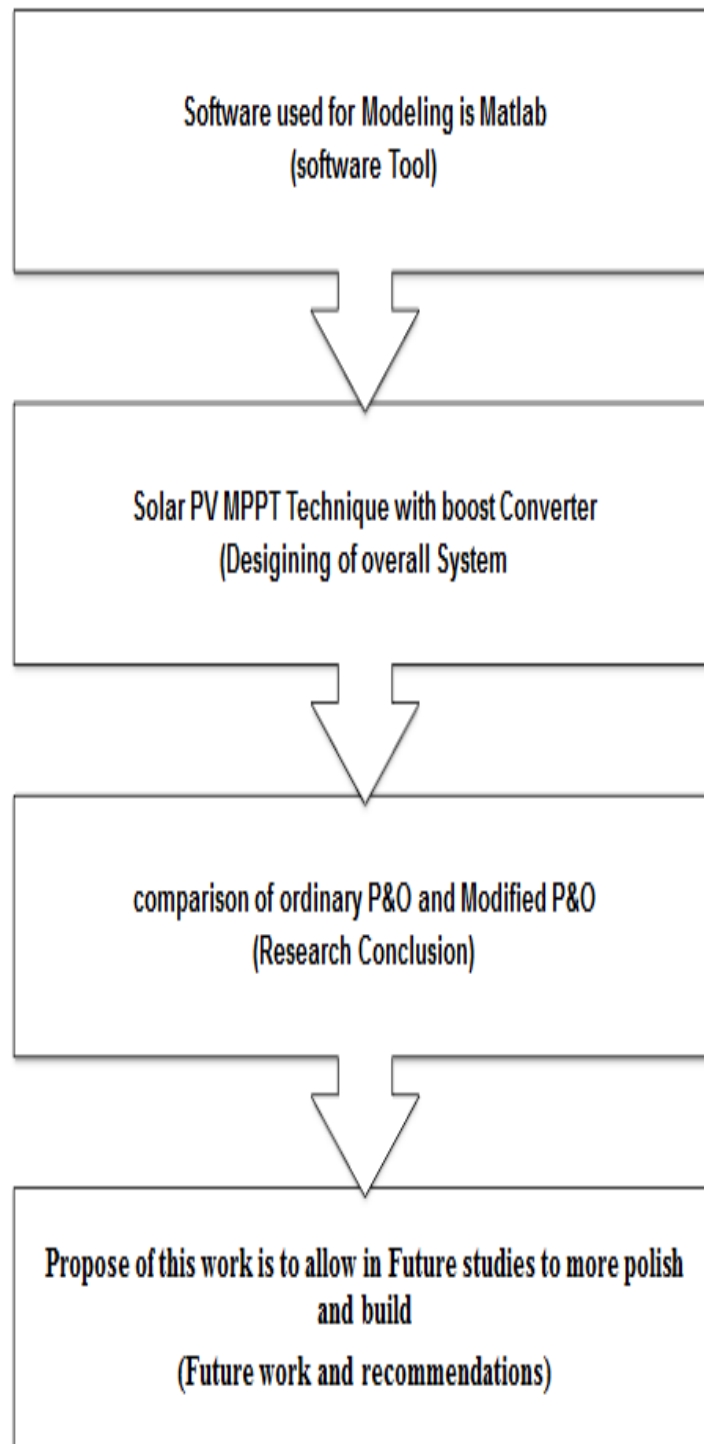 Software used for Modeling is Matlab
(software Tool)
Solar PV MPPT Technique with boost Converter
(Desigining of overall System
comparison of ordinary P&O and Modified P&O
(Research Conclusion)
Propose of this work is to allow in Future studies to more polish
and build
(Future work and recommendations)